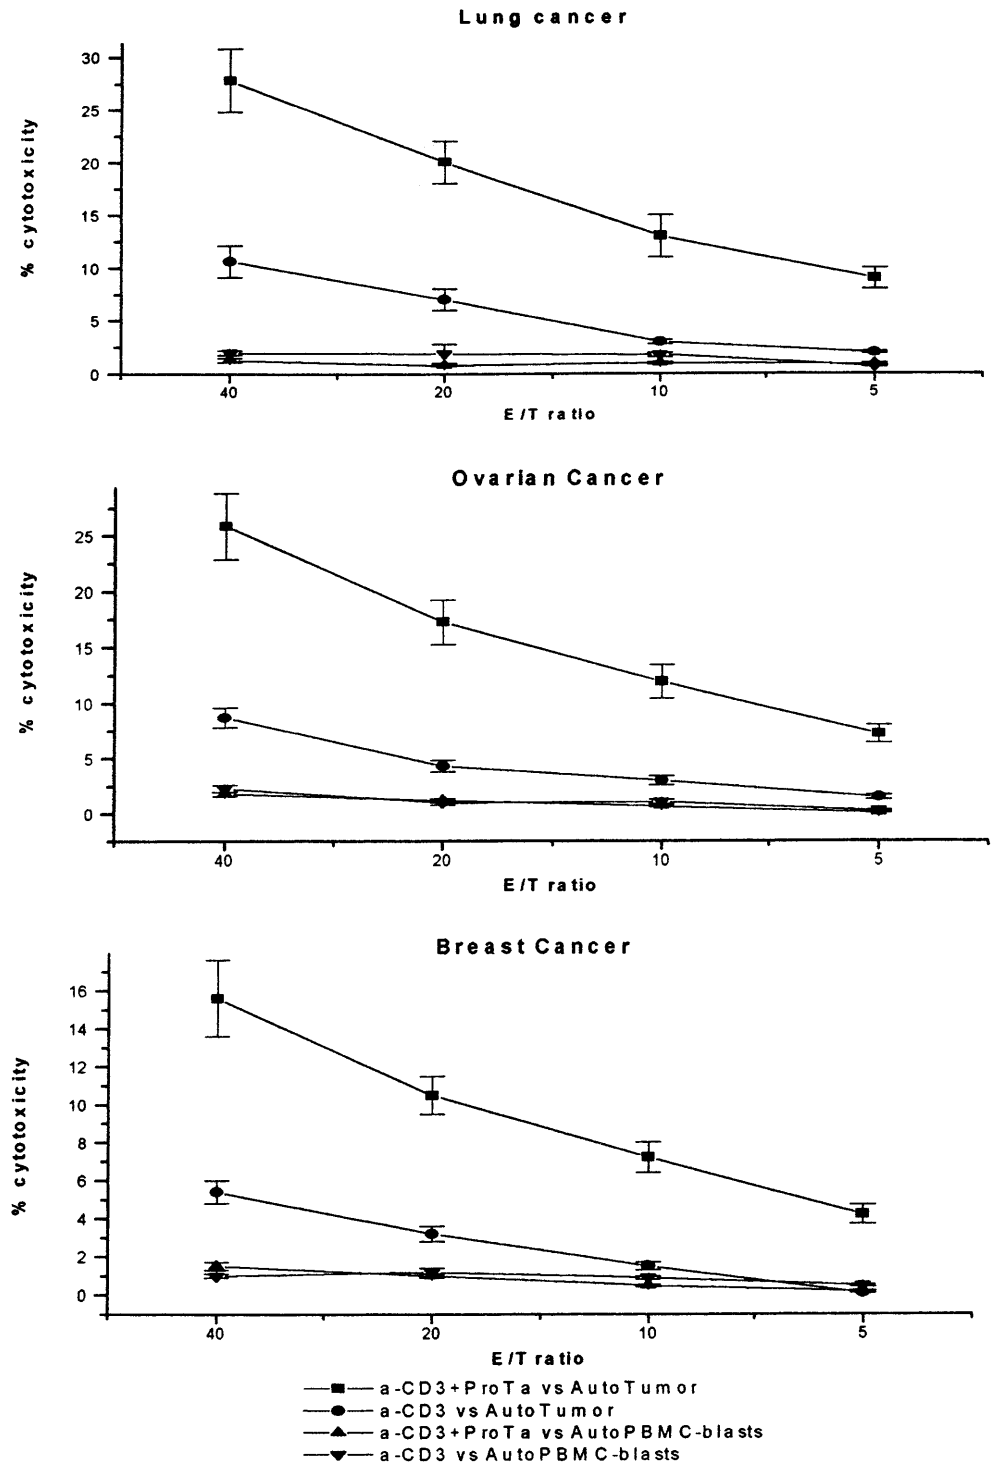 Lung cancer
30
25
20
15
10
5
0
% cytotoxicity
40 20 10 5
E/T ratio
Ovarian Cancer
25
20
15
10
5
0
% cytotoxicity
40 20 10 5
E/T ratio
Breast Cancer
16
14
12
10
8
6
4
2
0
% cytotoxicity
40 20 10 5
E/T ratio
a-CD3+ProTa vs AutoTumor
a-CD3 vs AutoTumor
a-CD3+ProTa vs AutoPBMC-blasts
a-CD3 vs AutoPBMC-blasts